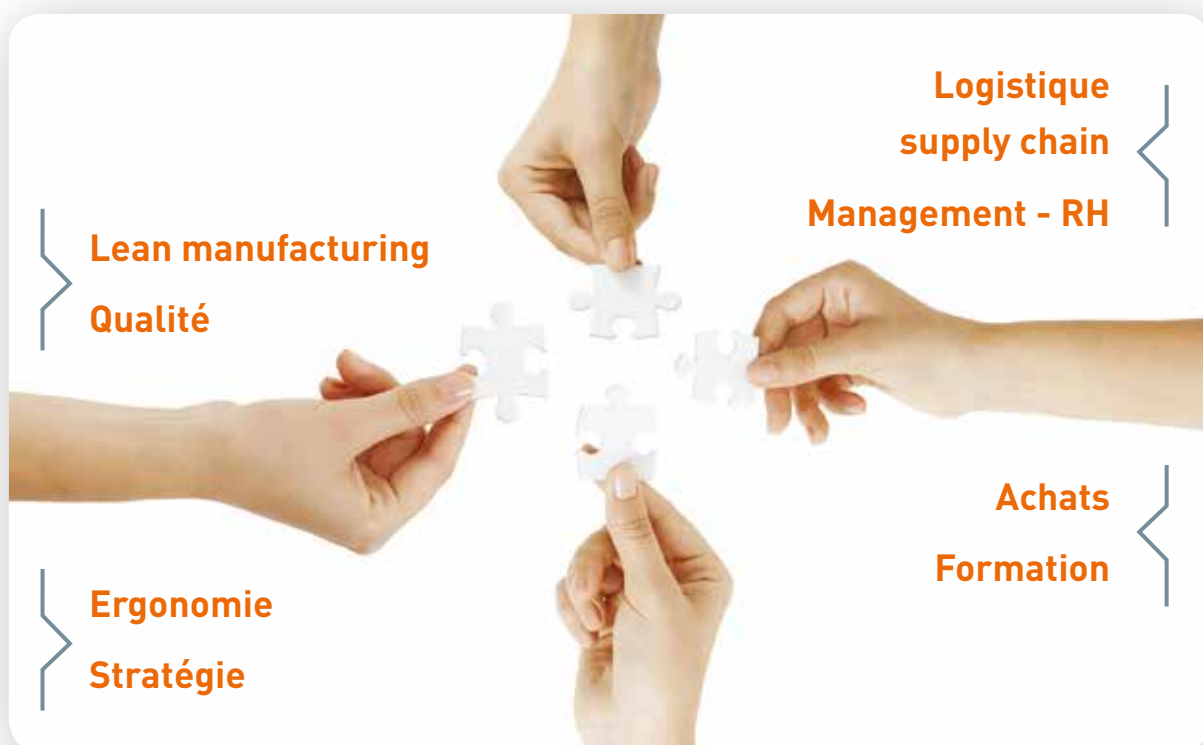 Lean manufacturing
Qualité
Ergonomie
Stratégie
Logistique
supply chain
Management - RH
Achats
Formation